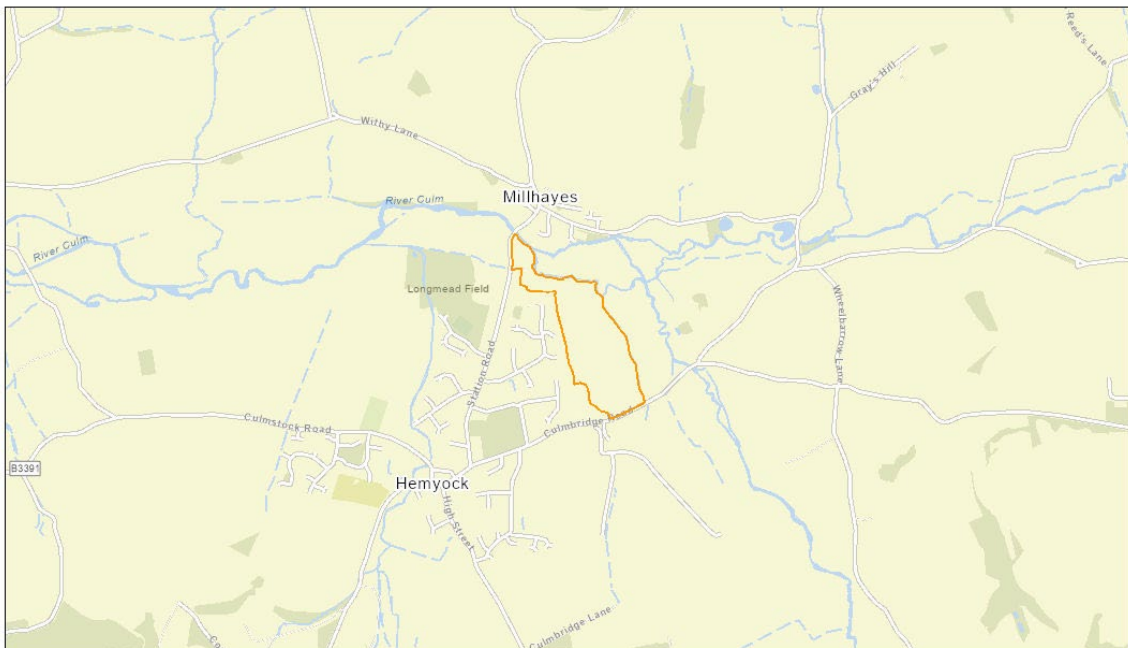 Reed's Lane
Gray's Hill
Withy Lane
Millhayes
River Culm
River Culm
Longmead Field
Wheelbarrow Lane
Station Road
Culmstock Road
Culmbridge Road
B3391
Hemyock
High Street
Culmbridge Lane
Co